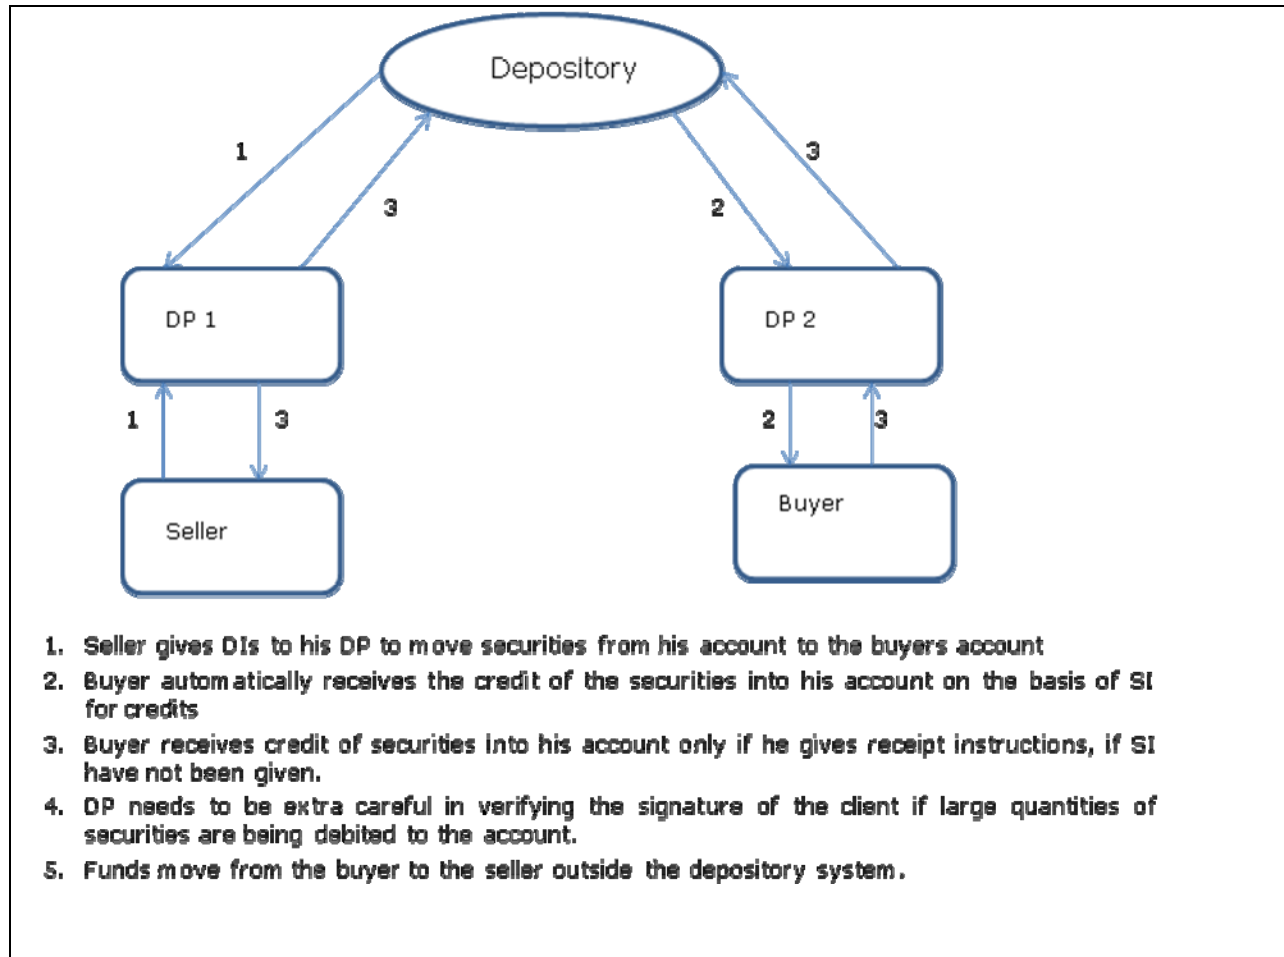 Depository
1
3
3
2
DP 1
DP 2
1
3
2
3
Buyer
Seller
1. Seller gives DIs to his DP to move securities from his account to the buyers account
2. Buyer automatically receives the credit of the securities into his account on the basis of SI
for credits
3. Buyer receives credit of securities into his account only if he gives receipt instructions, if SI
have not been given.
4. DP needs to be extra careful in verifying the signature of the client if large quantities of
securities are being debited to the account.
5. Funds move from the buyer to the seller outside the depository system.